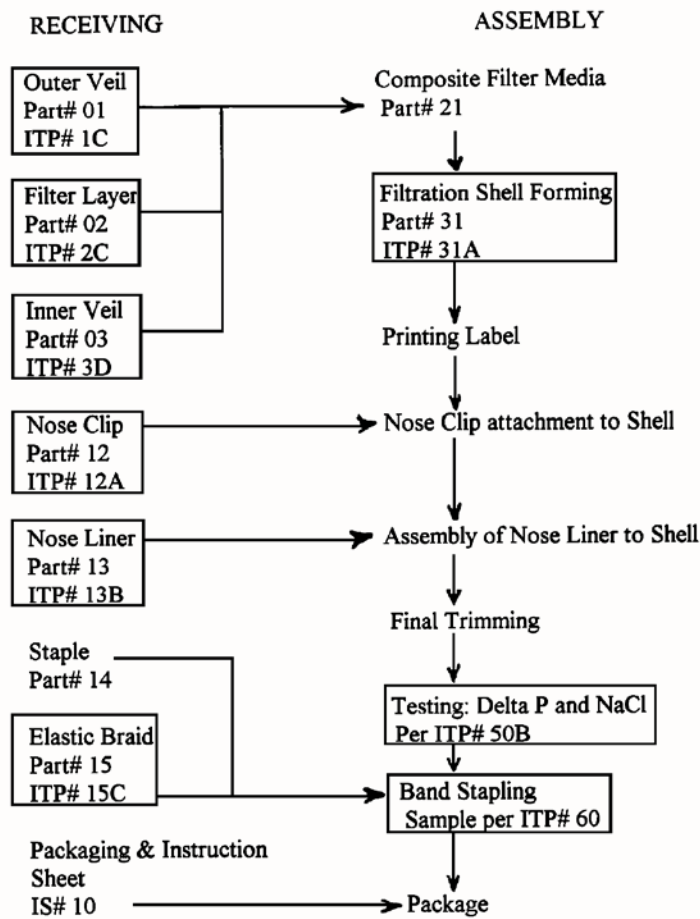 RECEIVING
ASSEMBLY
Outer Veil
Part# 01
ITP# 1C
Composite Filter Media
Part# 21
Filter Layer
Part# 02
ITP# 2C
Filtration Shell Forming
Part# 31
ITP# 31A
Inner Veil
Part# 03
ITP# 3D
Printing Label
Nose Clip
Part# 12
ITP# 12A
Nose Clip attachment to Shell
Nose Liner
Part# 13
ITP# 13B
Assembly of Nose Liner to Shell
Final Trimming
Staple
Part# 14
Testing: Delta P and NaCl
Per ITP# 50B
Elastic Braid
Part# 15
ITP# 15C
Band Stapling
Sample per ITP# 60
Packaging & Instruction
Sheet
IS# 10
Package